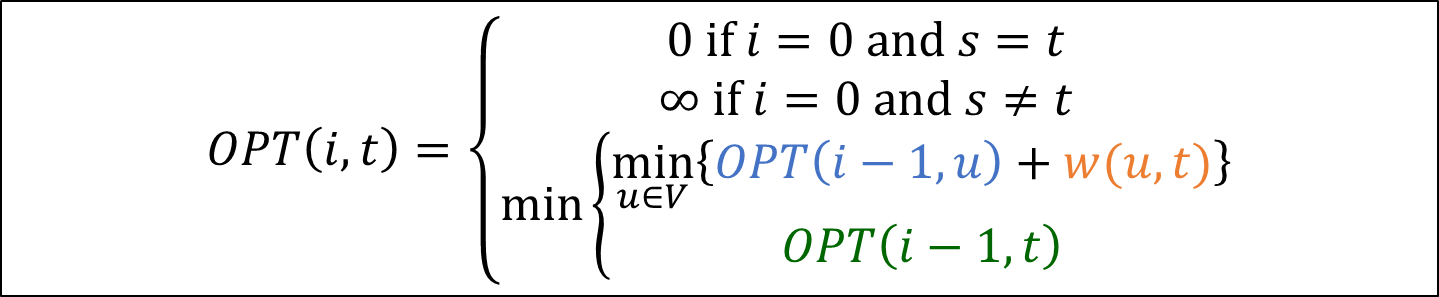 0 if i = 0 and s = t
∞ if i = 0 and s ≠ t
OPT(i, t) =
min
min{OPT(i − 1, u) + w(u, t)}
u∈V
OPT(i − 1, t)